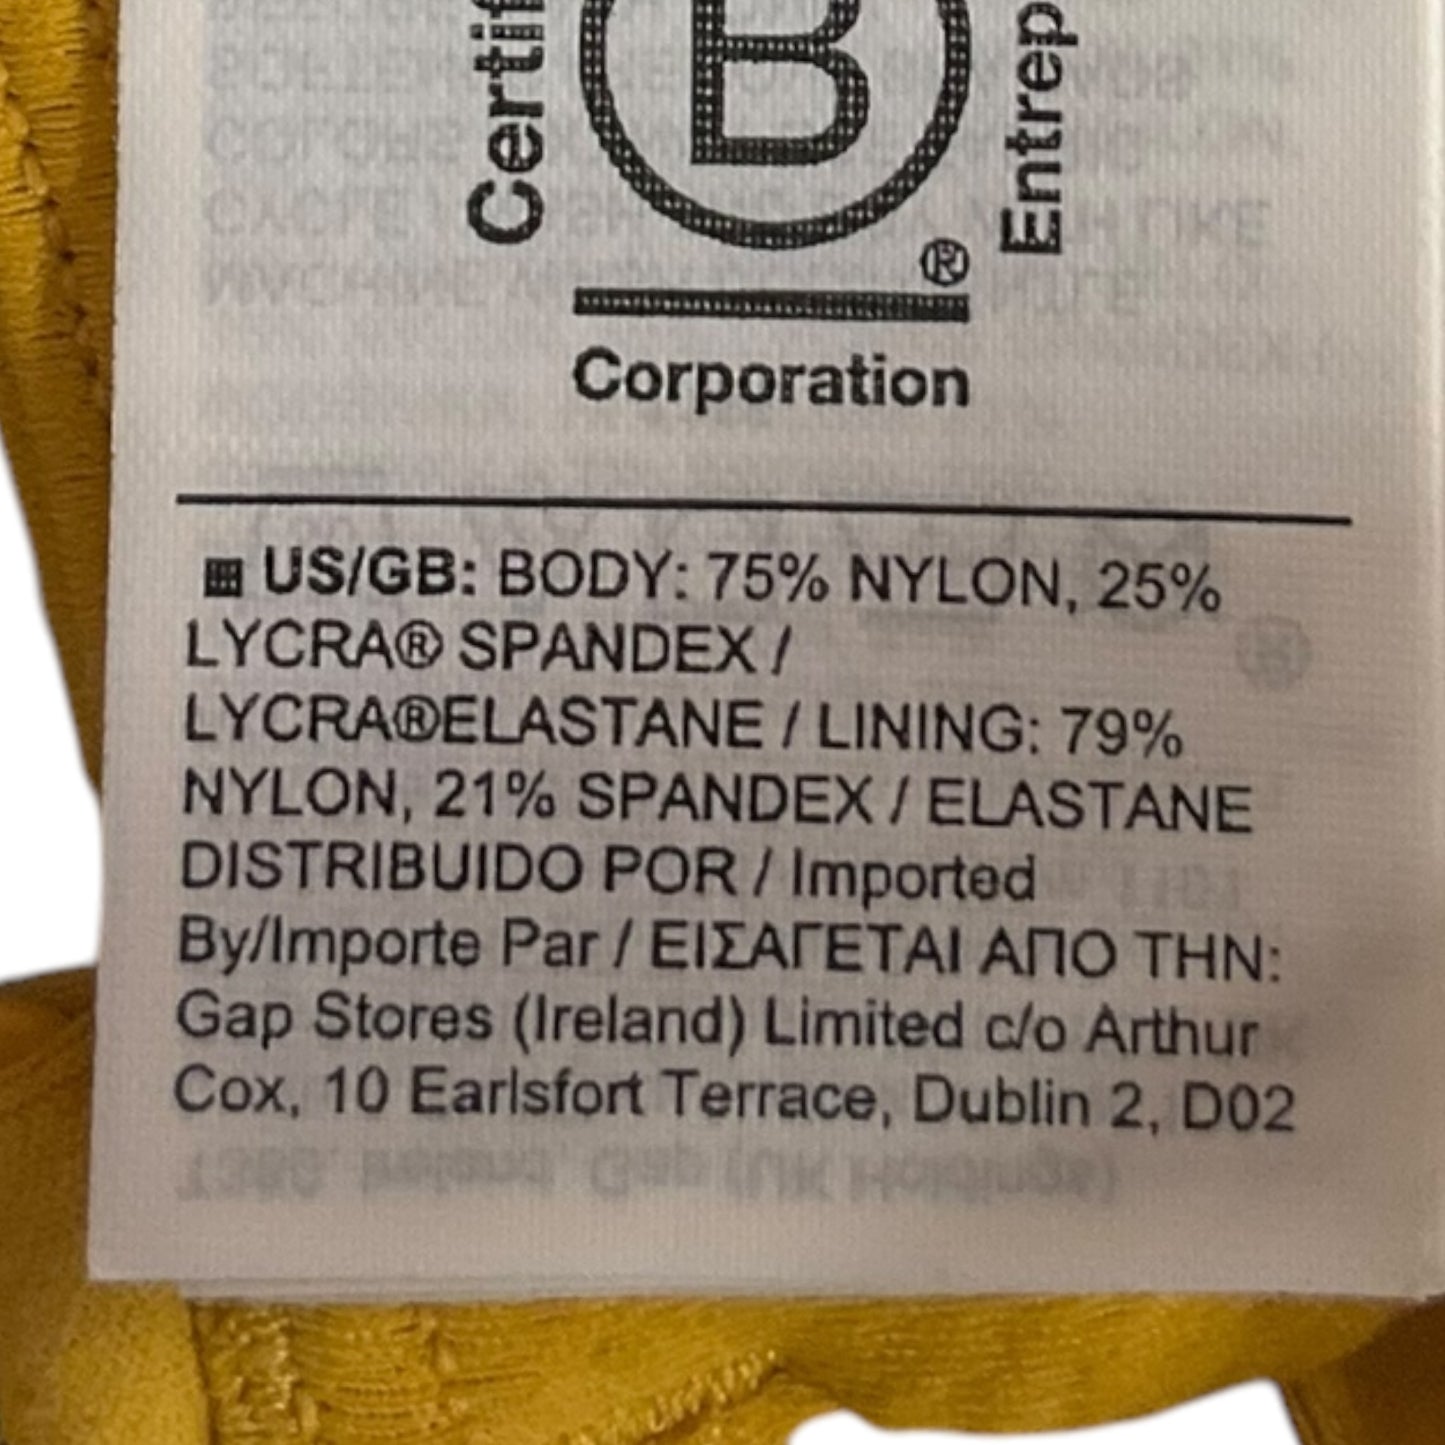 Certif
B
Entrep
®
Corporation
US/GB: BODY: 75% NYLON, 25%
LYCRA® SPANDEX /
LYCRA®ELASTANE / LINING: 79%
NYLON, 21% SPANDEX / ELASTANE
DISTRIBUIDO POR / Imported
By/Importe Par / ΕΙΣΑΓΕΤΑΙ ΑΠΟ ΤΗΝ:
Gap Stores (Ireland) Limited c/o Arthur
Cox, 10 Earlsfort Terrace, Dublin 2, D02